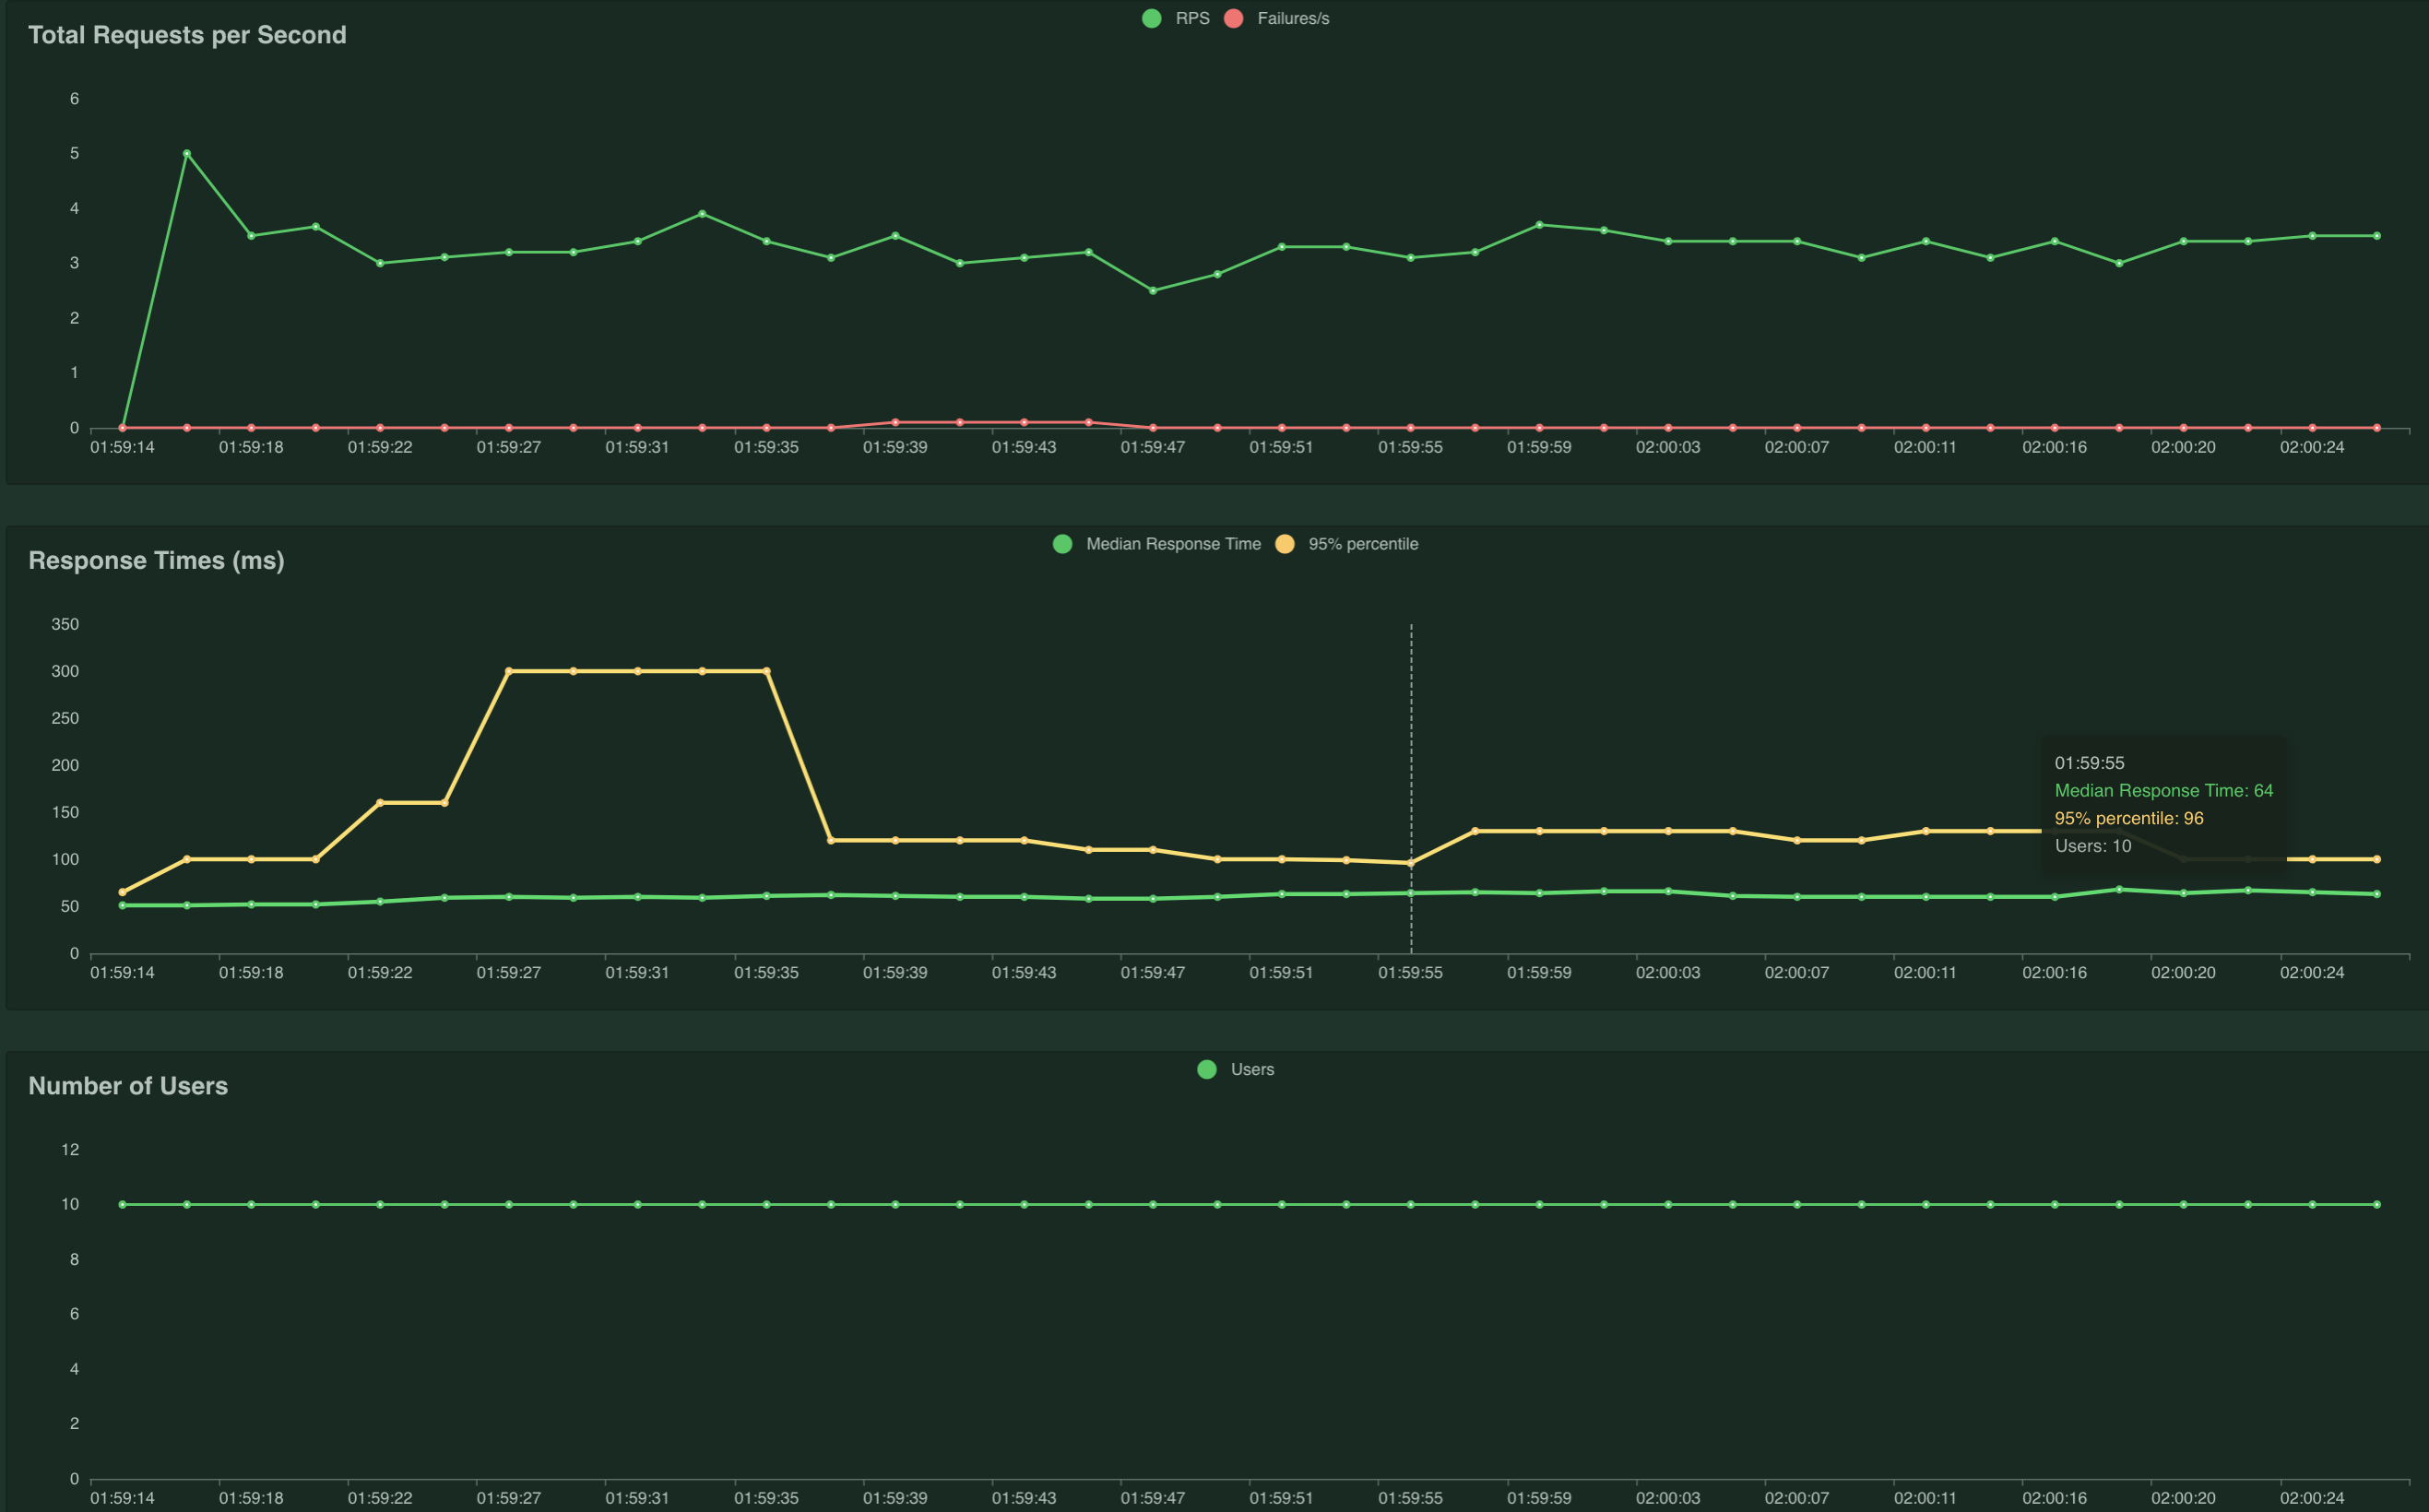 Total Requests per Second
RPS Failures/s
6
5
4
3
2
1
0
01:59:14 01:59:18 01:59:22 01:59:27 01:59:31 01:59:35 01:59:39 01:59:43 01:59:47 01:59:51 01:59:55 01:59:59 02:00:03 02:00:07 02:00:11 02:00:16 02:00:20 02:00:24
Response Times (ms)
Median Response Time 95% percentile
350
300
250
200
150
100
50
0
01:59:55
Median Response Time: 64
95% percentile: 96
Users: 10
01:59:14 01:59:18 01:59:22 01:59:27 01:59:31 01:59:35 01:59:39 01:59:43 01:59:47 01:59:51 01:59:55 01:59:59 02:00:03 02:00:07 02:00:11 02:00:16 02:00:20 02:00:24
Number of Users
Users
12
10
8
6
4
2
0
01:59:14 01:59:18 01:59:22 01:59:27 01:59:31 01:59:35 01:59:39 01:59:43 01:59:47 01:59:51 01:59:55 01:59:59 02:00:03 02:00:07 02:00:11 02:00:16 02:00:20 02:00:24